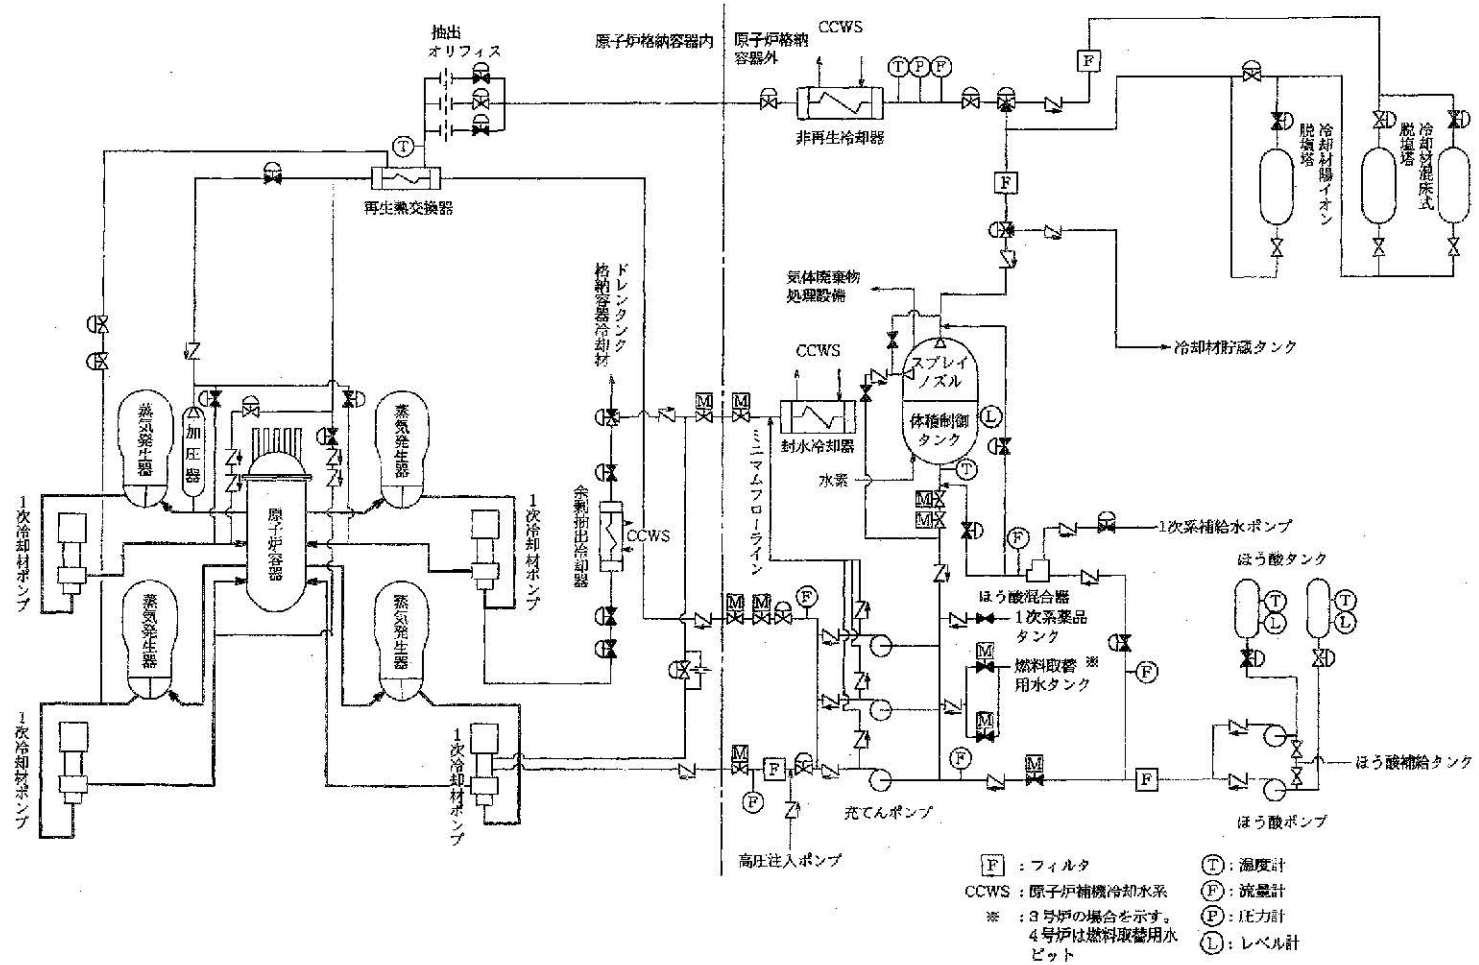 抽出
オリフィス
原子炉格納容器内
原子炉格納
容器外
CCWS
T
P
F
F
非再生冷却器
T
再生熱交換器
F
冷却材陽イオン
脱塩塔
冷却材混床式
脱塩塔
気体廃棄物
処理設備
冷却材貯蔵タンク
ドレンタンク
格納容器冷却材
CCWS
スプレイ
ノズル
体積制御
タンク
L
T
水素
M
M
M
M
封水冷却器
ミニマムフローライン
蒸気発生器
加圧器
蒸気発生器
原子炉容器
1次冷却材ポンプ
1次冷却材ポンプ
余剰抽出冷却器
CCWS
F
1次系補給水ポンプ
ほう酸混合器
ほう酸タンク
T
L
T
L
1次系薬品
タンク
M
M
F
蒸気発生器
蒸気発生器
M
燃料取替 ※
用水タンク
M
F
1次冷却材ポンプ
1次冷却材ポンプ
M
F
F
F
M
F
ほう酸補給タンク
充てんポンプ
ほう酸ポンプ
高圧注入ポンプ
F : フィルタ
CCWS : 原子炉補機冷却水系
※ : 3号炉の場合を示す。
4号炉は燃料取替用水
ピット
T : 温度計
F : 流量計
P : 圧力計
L : レベル計